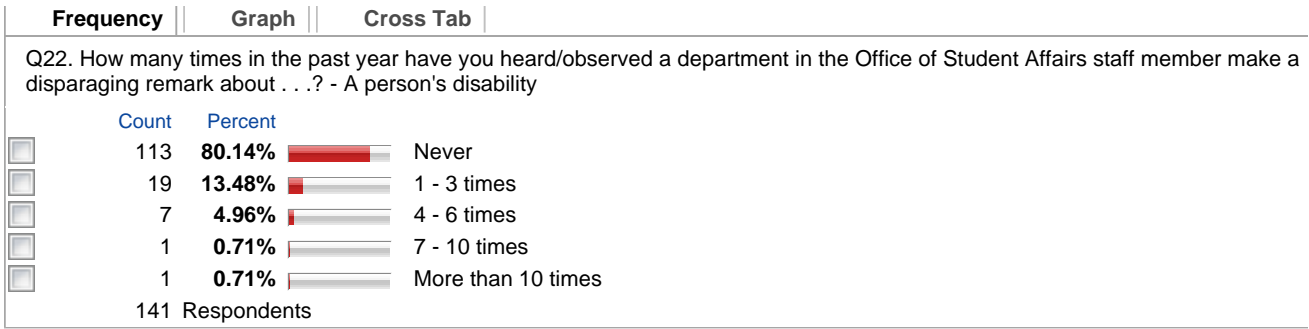 Frequency Graph Cross Tab
Q22. How many times in the past year have you heard/observed a department in the Office of Student Affairs staff member make a
disparaging remark about . . .? - A person's disability
Count Percent
113 80.14% Never
19 13.48% 1 - 3 times
7 4.96% 4 - 6 times
1 0.71% 7 - 10 times
1 0.71% More than 10 times
141 Respondents